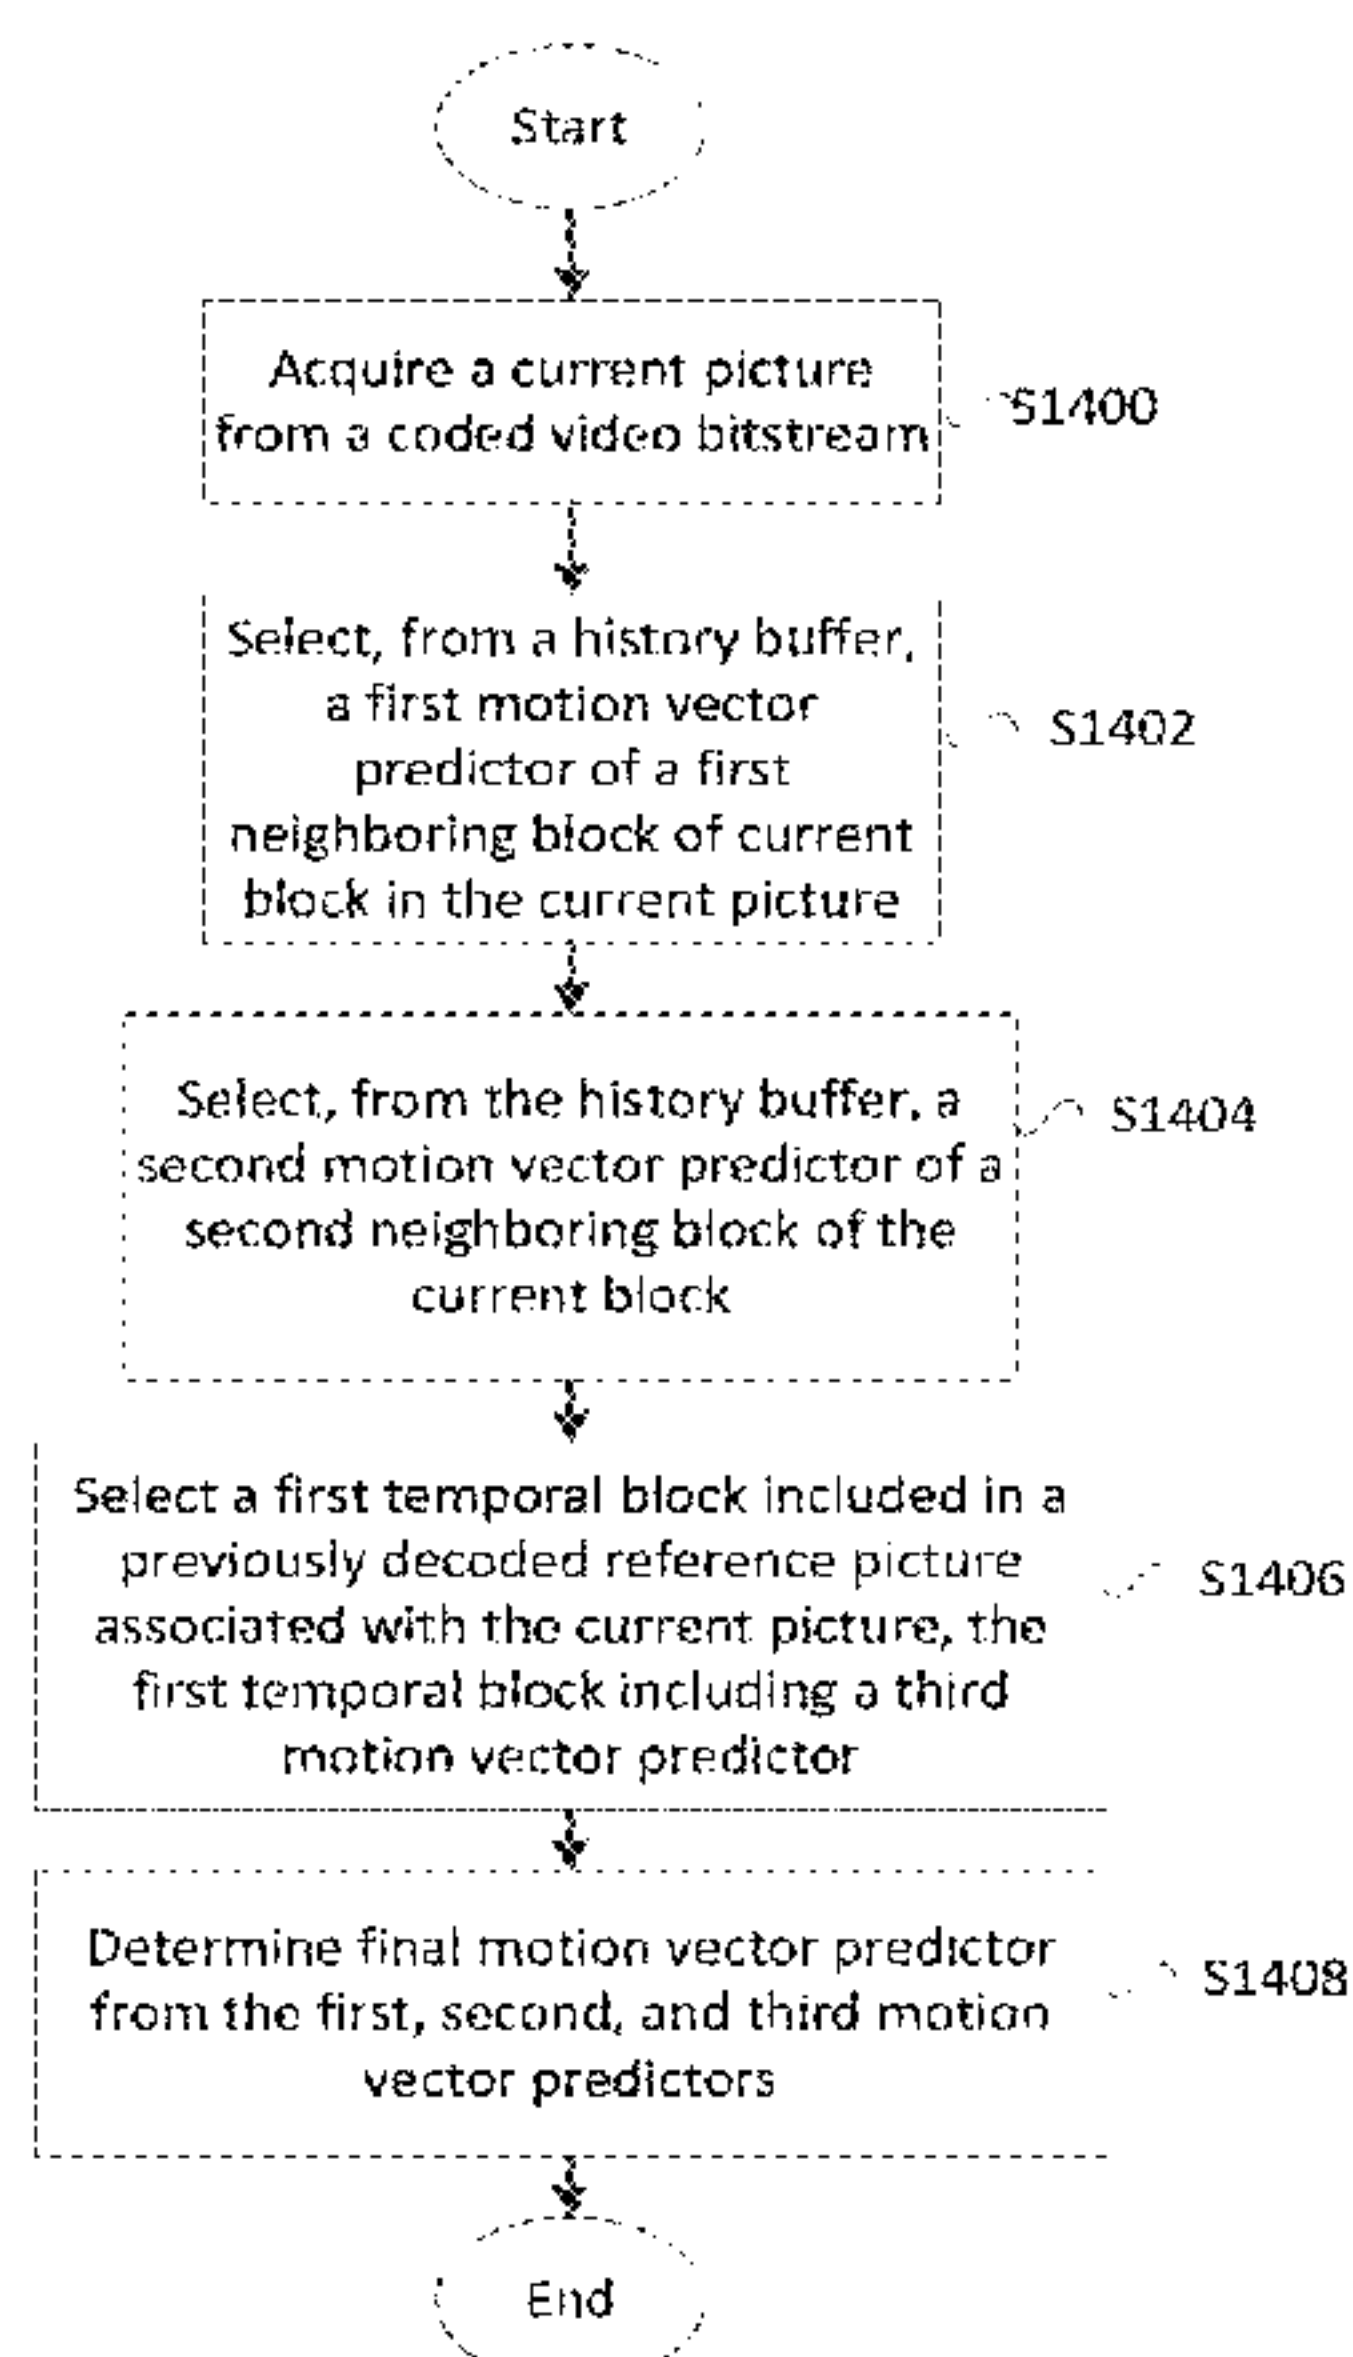 Start
Acquire a current picture
from a coded video bitstream
S1400
Select, from a history buffer,
a first motion vector
predictor of a first
neighboring block of current
block in the current picture
S1402
Select, from the history buffer, a
second motion vector predictor of a
second neighboring block of the
current block
S1404
Select a first temporal block included in a
previously decoded reference picture
associated with the current picture, the
first temporal block including a third
motion vector predictor
S1406
Determine final motion vector predictor
from the first, second, and third motion
vector predictors
S1408
End